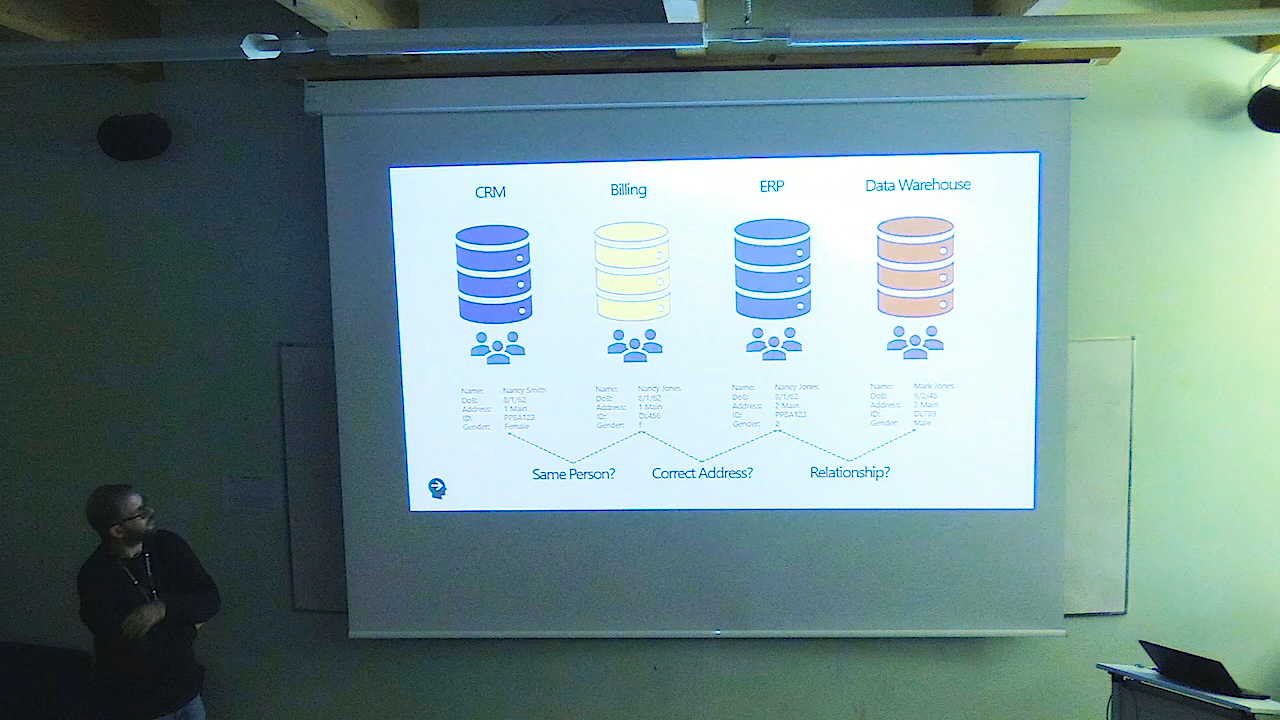 CRM
Billing
ERP
Data Warehouse
Name: Nancy Smith
DoB: 8/1/62
Address: 1 Main
ID: PPBA123
Gender: Female
Name: Nancy Jones
DoB: 8/1/62
Address: 1 Main
ID: DL456
Gender: f
Name: Nancy Jones
DoB: 8/1/62
Address: 2 Main
ID: PPBA123
Gender: 2
Name: Mark Jones
DoB: 9/2/45
Address: 2 Main
ID: DL789
Gender: Male
Same Person?
Correct Address?
Relationship?